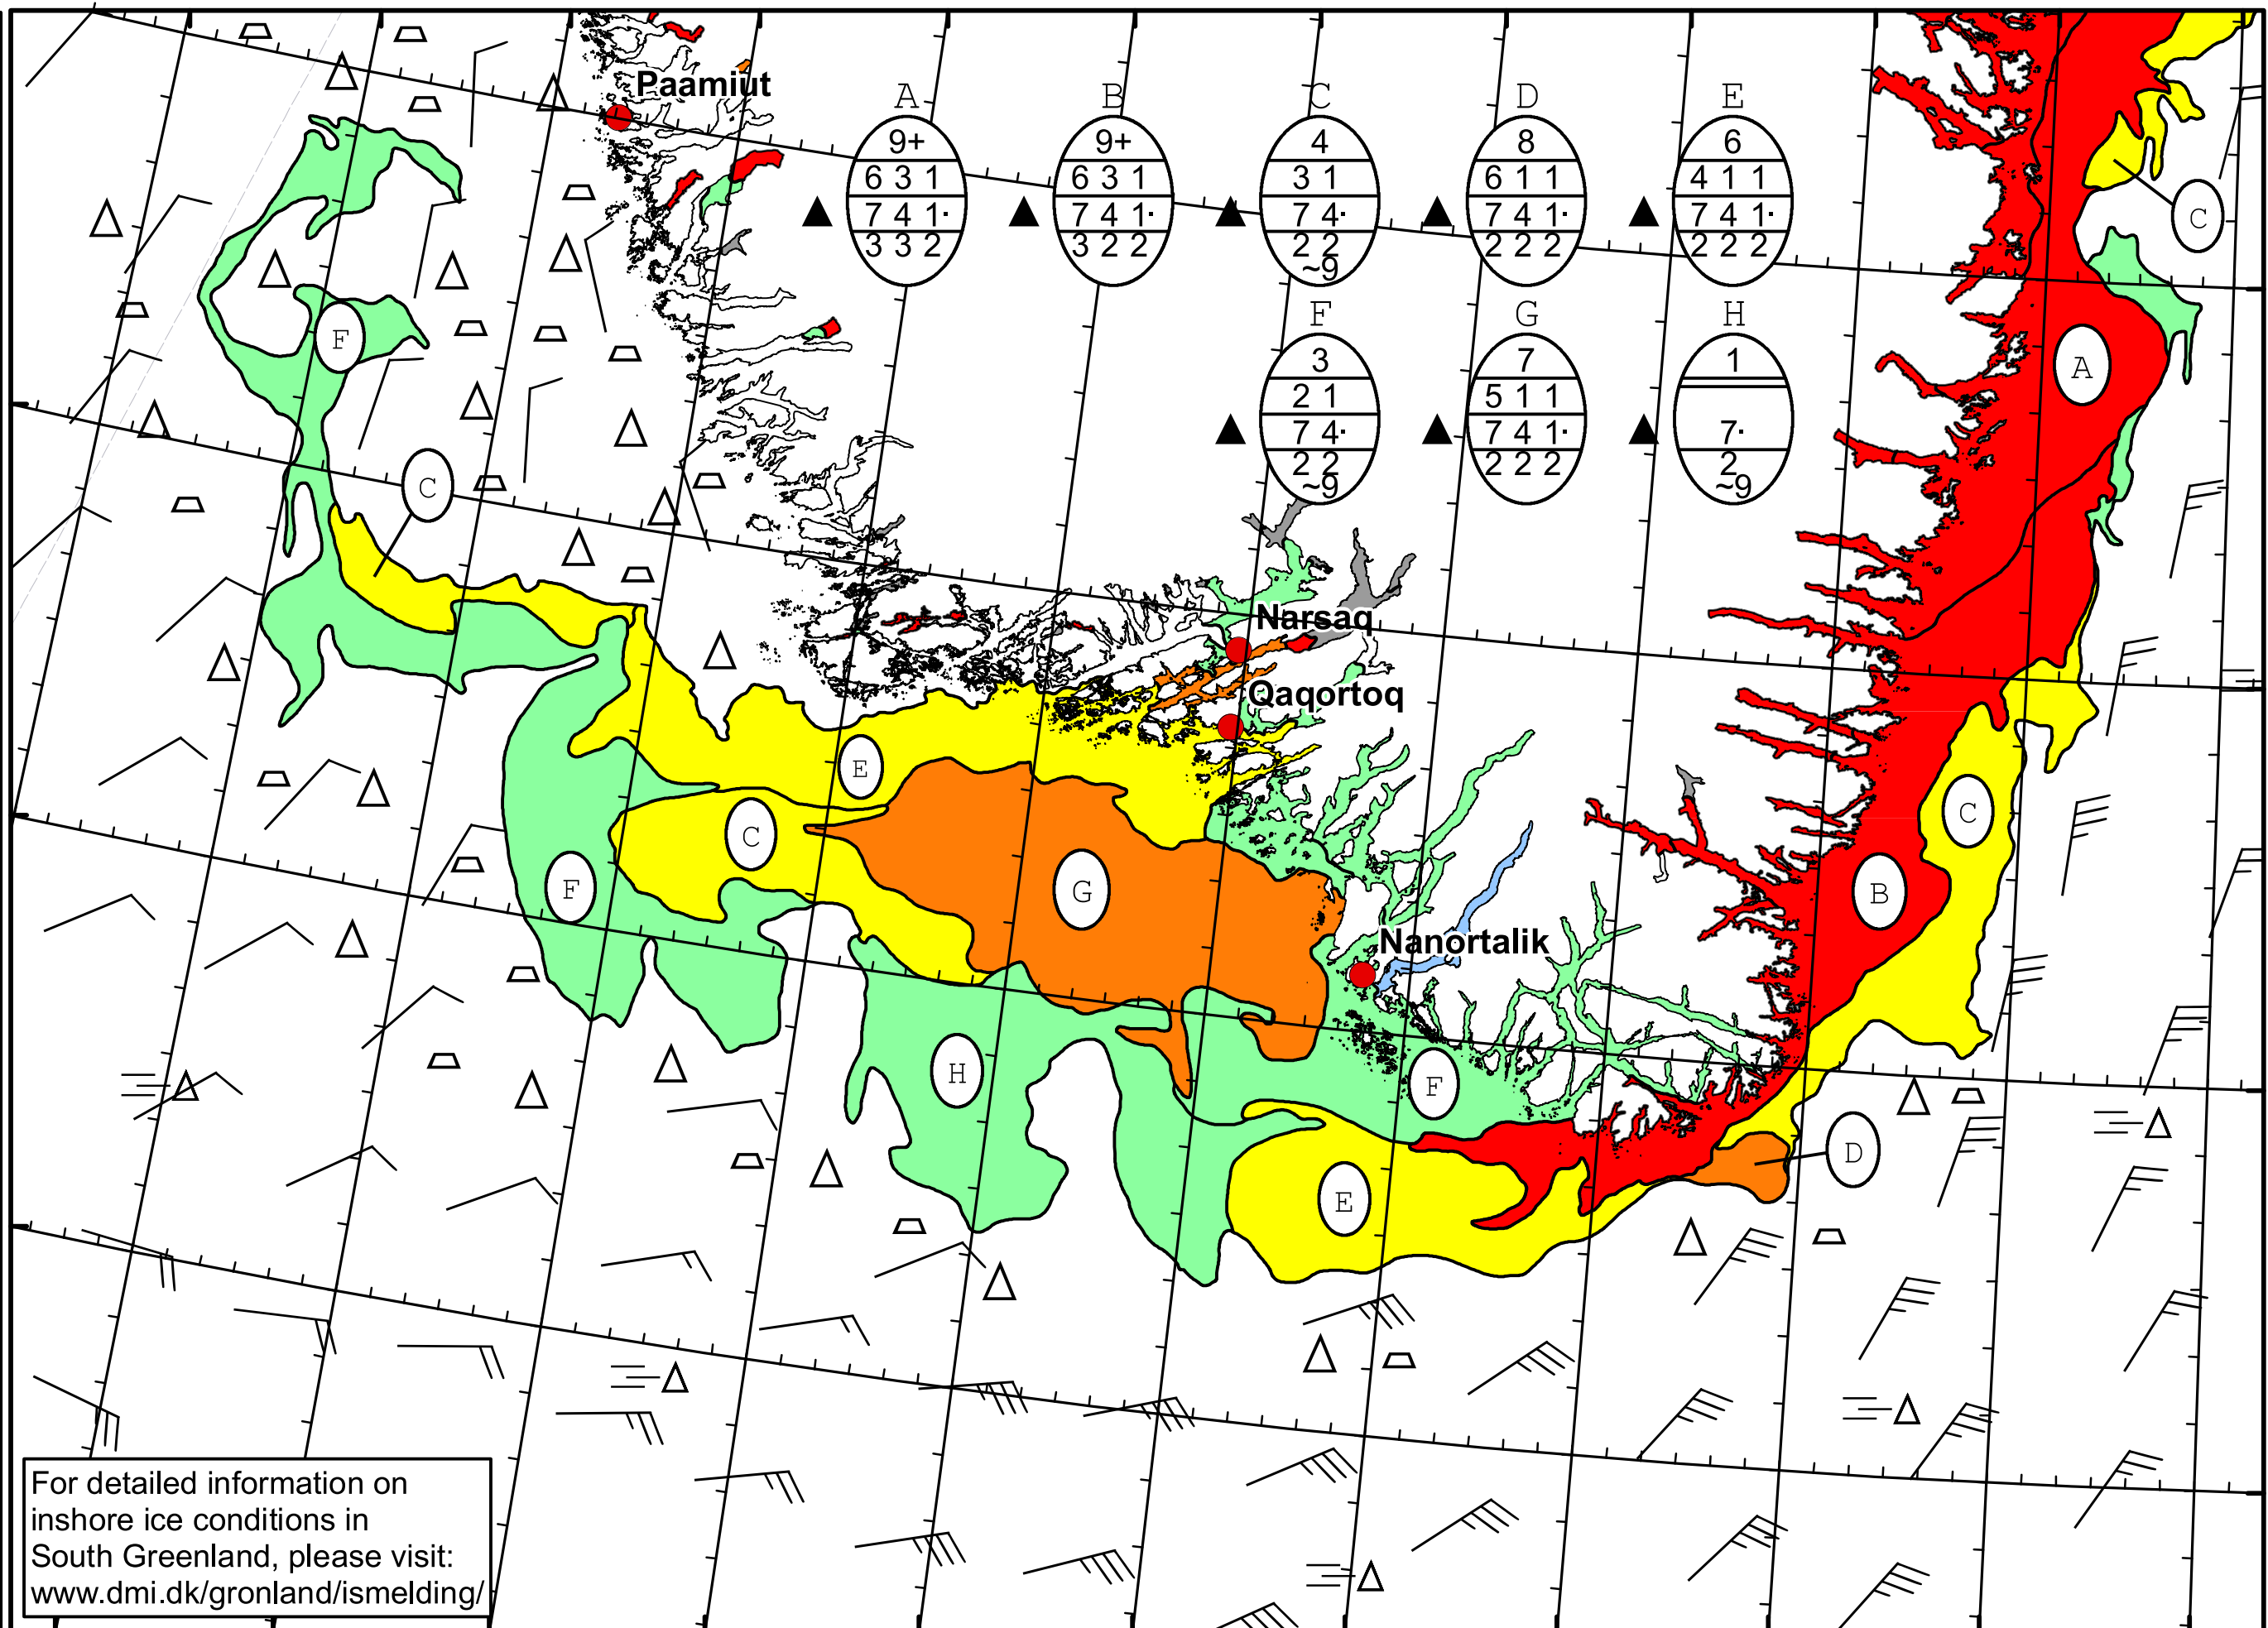 Paamiut
A B C D E
9+ 9+ 4 8 6
6 3 1 6 3 1 3 1 6 1 1 4 1 1
7 4 1· 7 4 1· 7 4· 7 4 1· 7 4 1·
3 3 2 3 2 2 2 2 2 2 2 2 2 2
~9
C
F G H
3 7 1
2 1 5 1 1
7 4· 7 4 1· 7·
2 2 2 2 2 2
~9 ~9
F
A
C
Narsaq
Qaqortoq
E
C
C
F
G
B
Nanortalik
H
F
D
E
For detailed information on
inshore ice conditions in
South Greenland, please visit:
www.dmi.dk/gronland/ismelding/